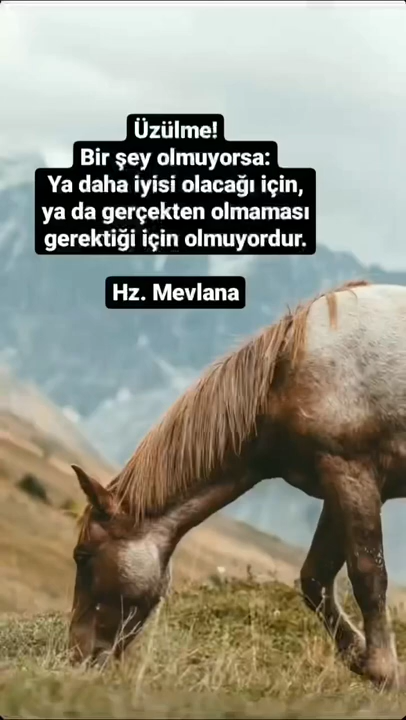 Üzülme!
Bir şey olmuyorsa:
Ya daha iyisi olacağı için,
ya da gerçekten olmaması
gerektiği için olmuyordur.
Hz. Mevlana